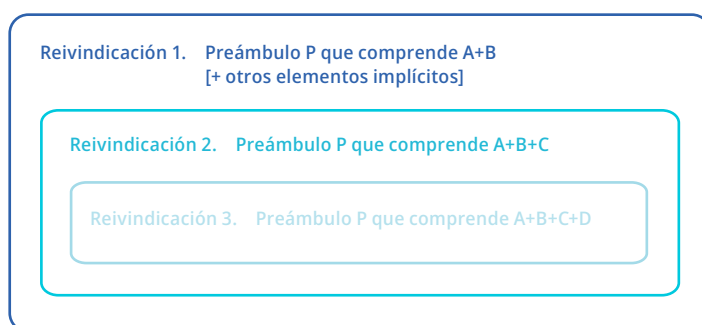 Reivindicación 1. Preámbulo P que comprende A+B
[+ otros elementos implícitos]
Reivindicación 2. Preámbulo P que comprende A+B+C
Reivindicación 3. Preámbulo P que comprende A+B+C+D